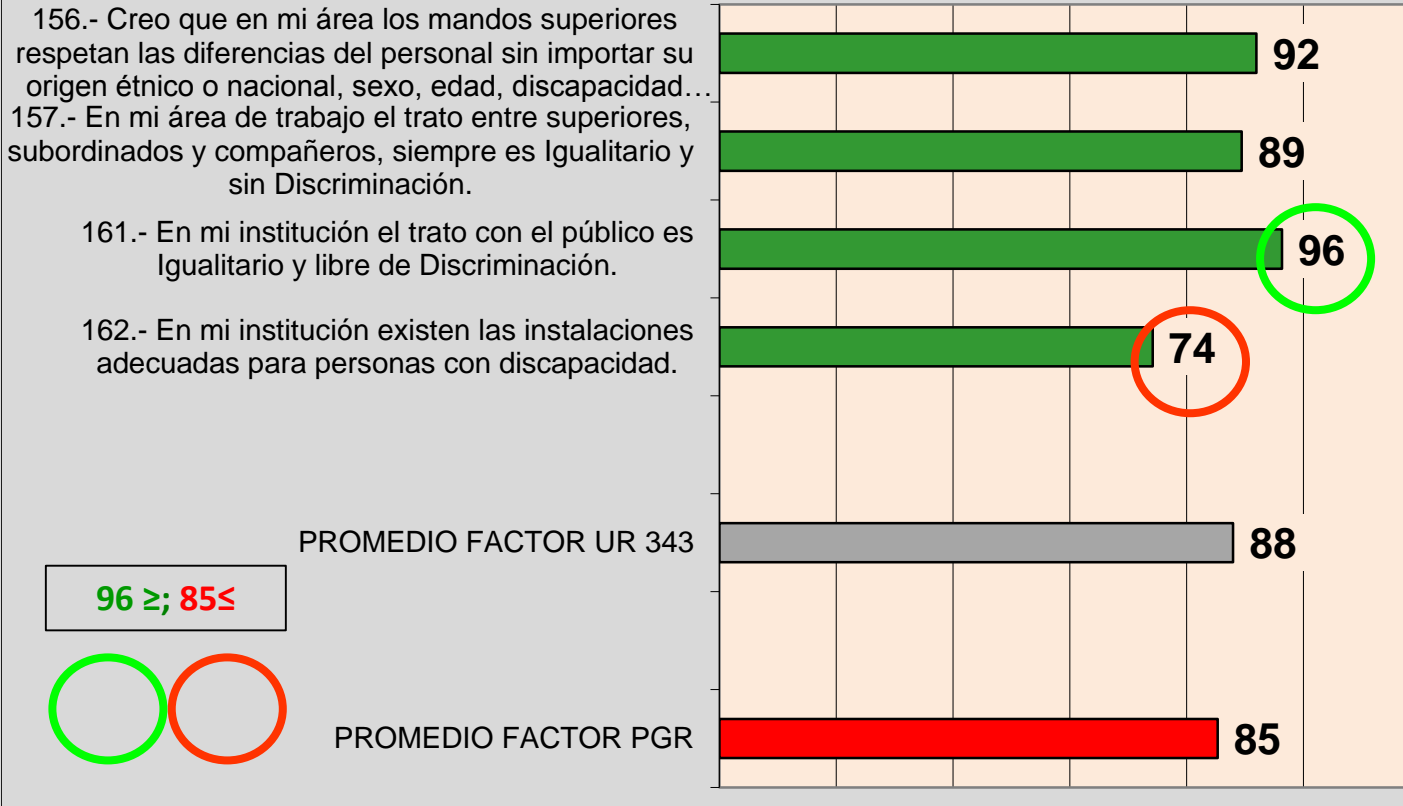 156.- Creo que en mi área los mandos superiores
respetan las diferencias del personal sin importar su
origen étnico o nacional, sexo, edad, discapacidad…
92
157.- En mi área de trabajo el trato entre superiores,
subordinados y compañeros, siempre es Igualitario y
sin Discriminación.
89
161.- En mi institución el trato con el público es
Igualitario y libre de Discriminación.
96
162.- En mi institución existen las instalaciones
adecuadas para personas con discapacidad.
74
PROMEDIO FACTOR UR 343
88
96 ≥; 85≤
PROMEDIO FACTOR PGR
85